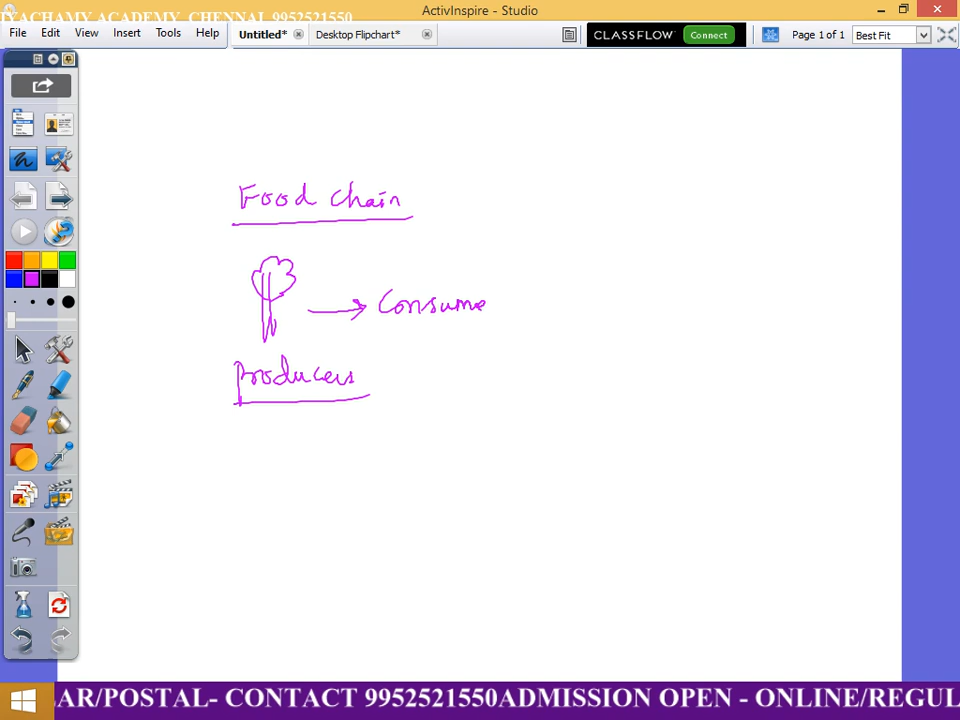 IYACHAMY ACADEMY, CHENNAI 9952521550
ActivInspire - Studio
File Edit View Insert Tools Help
Untitled* Desktop Flipchart*
CLASSFLOW Connect
Page 1 of 1 Best Fit
Food chain
Consume
Producers
AR/POSTAL- CONTACT 9952521550ADMISSION OPEN - ONLINE/REGUL